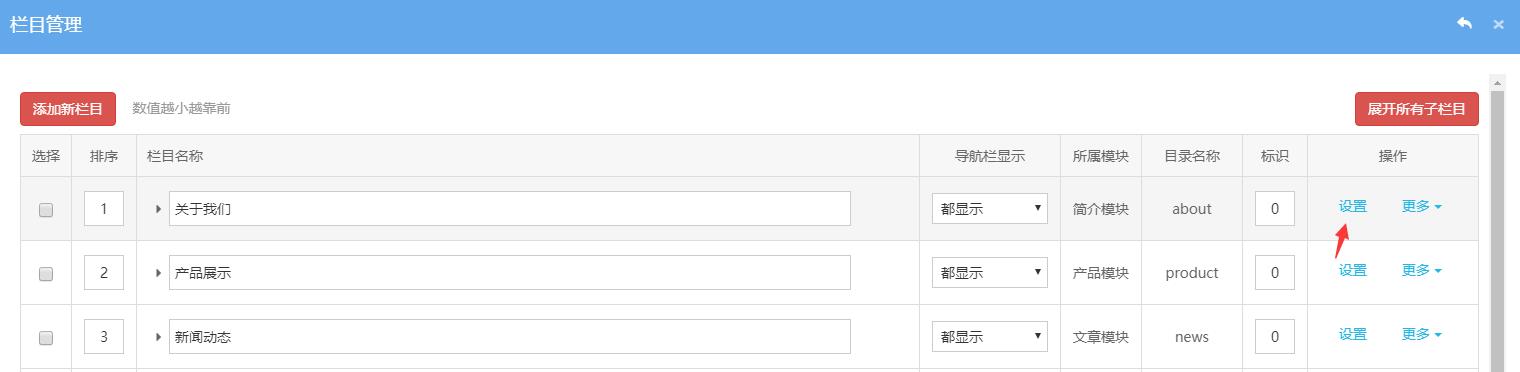 栏目管理
添加新栏目 数值越小越靠前 展开所有子栏目
选择 排序 栏目名称 导航栏显示 所属模块 目录名称 标识 操作
1 关于我们 都显示 简介模块 about 0 设置 更多
2 产品展示 都显示 产品模块 product 0 设置 更多
3 新闻动态 都显示 文章模块 news 0 设置 更多